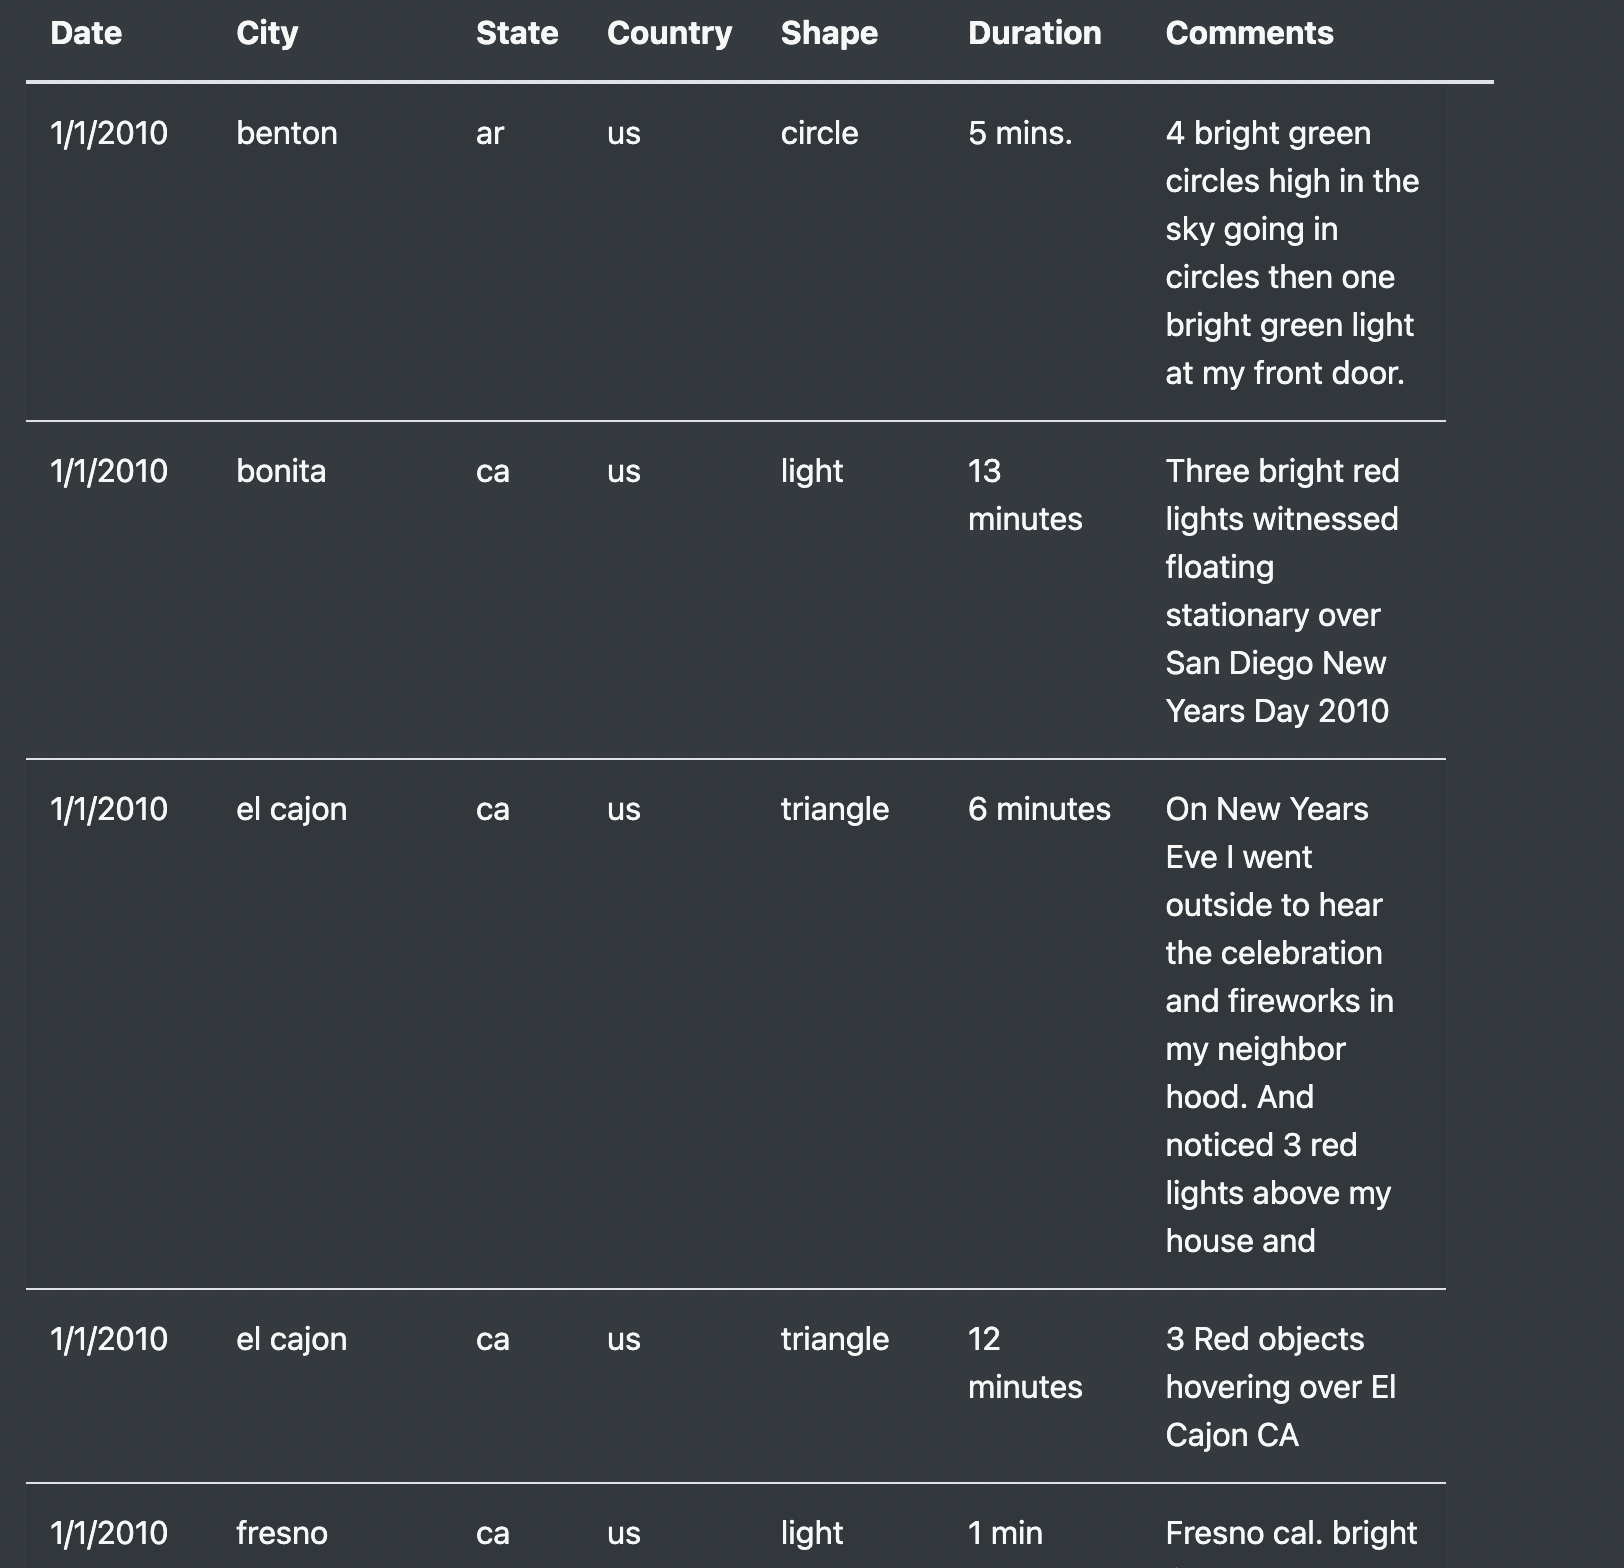 Date City State Country Shape Duration Comments
1/1/2010 benton ar us circle 5 mins. 4 bright green
circles high in the
sky going in
circles then one
bright green light
at my front door.
1/1/2010 bonita ca us light 13 Three bright red
minutes lights witnessed
floating
stationary over
San Diego New
Years Day 2010
1/1/2010 el cajon ca us triangle 6 minutes On New Years
Eve I went
outside to hear
the celebration
and fireworks in
my neighbor
hood. And
noticed 3 red
lights above my
house and
1/1/2010 el cajon ca us triangle 12 3 Red objects
minutes hovering over El
Cajon CA
1/1/2010 fresno ca us light 1 min Fresno cal. bright